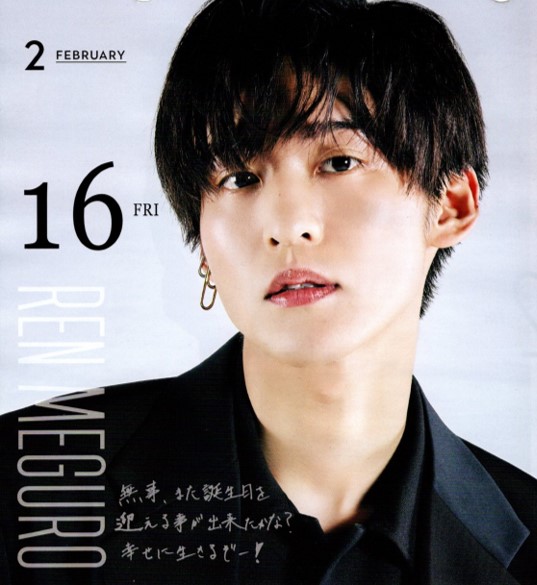 2 FEBRUARY
16 FRI
REN MEGURO
無事、また誕生日を
迎える事が出来たかな?
幸せに生きるぞー!